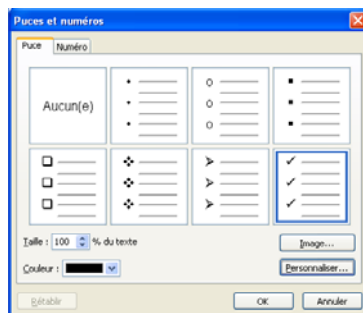 Puces et numéros
Puce Numéro
Aucun(e)
Taille : 100 % du texte
Image...
Couleur :
Personnaliser...
Rétablir OK Annuler